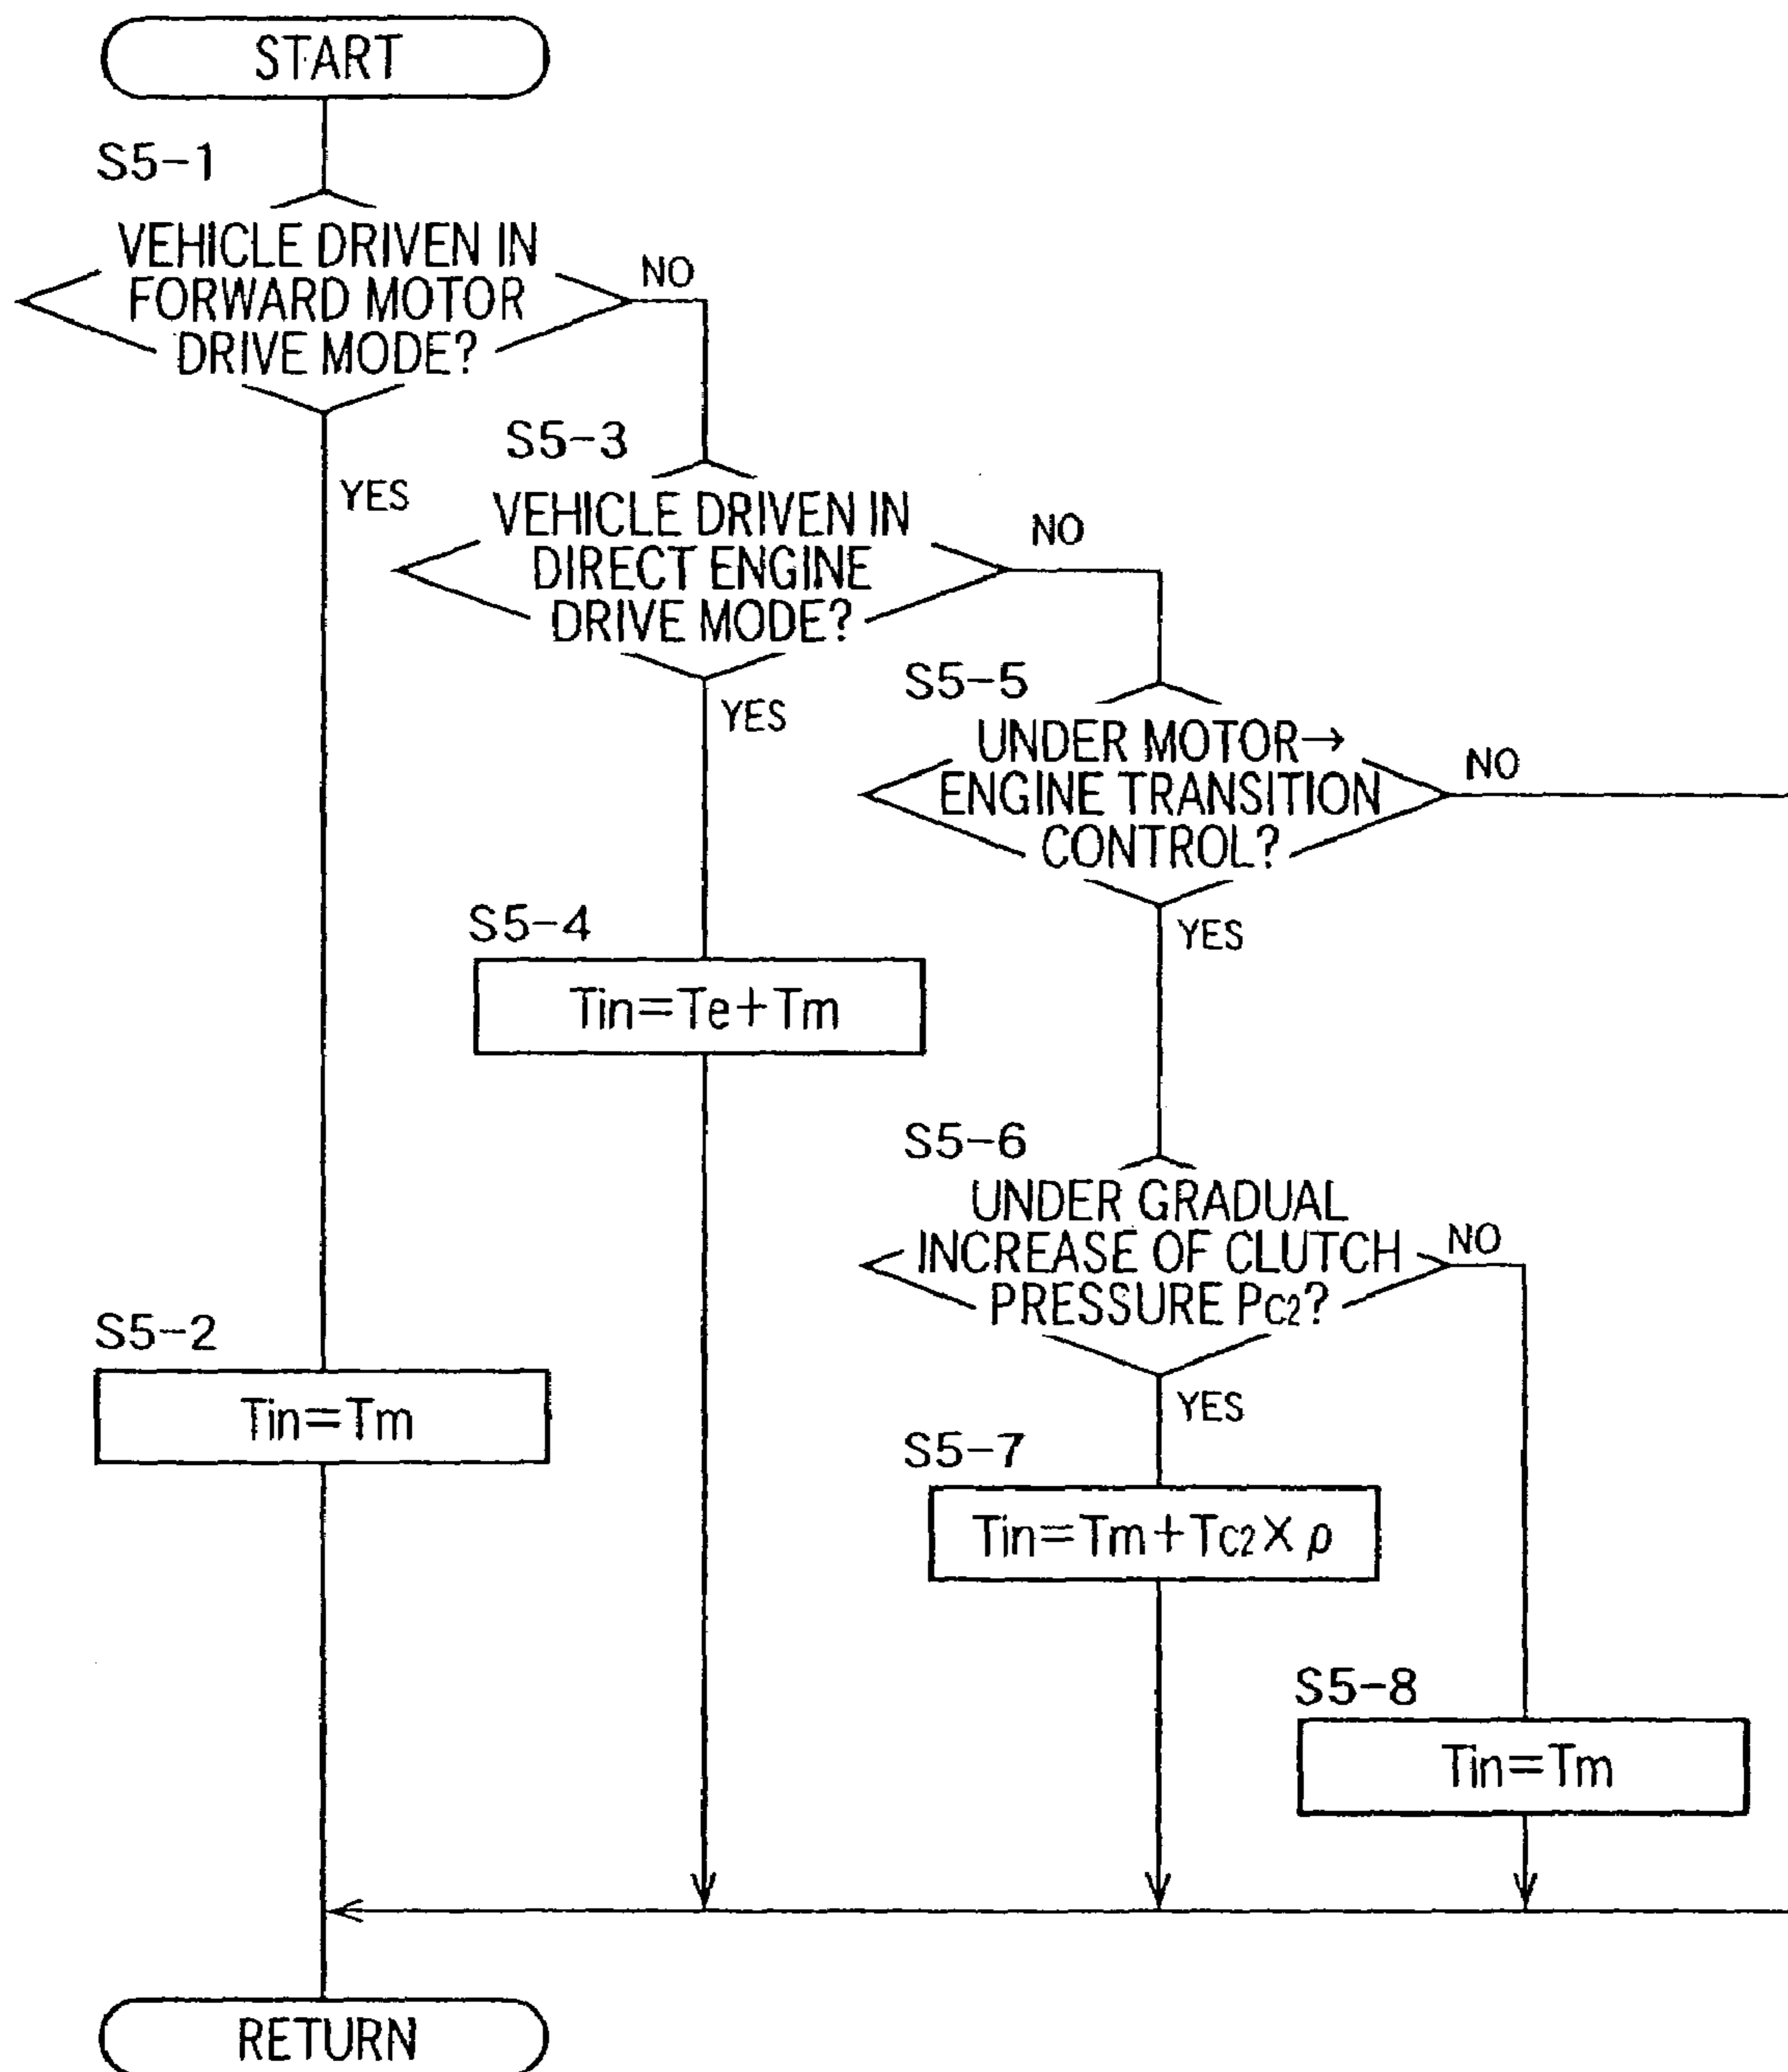 START
S5-1
VEHICLE DRIVEN IN
FORWARD MOTOR
DRIVE MODE?
NO
YES
S5-3
VEHICLE DRIVEN IN
DIRECT ENGINE
DRIVE MODE?
NO
YES
S5-5
UNDER MOTOR→
ENGINE TRANSITION
CONTROL?
NO
YES
S5-4
Tin=Te+Tm
S5-6
UNDER GRADUAL
INCREASE OF CLUTCH
PRESSURE PC2?
NO
YES
S5-2
Tin=Tm
S5-7
Tin=Tm+TC2×ρ
S5-8
Tin=Tm
RETURN